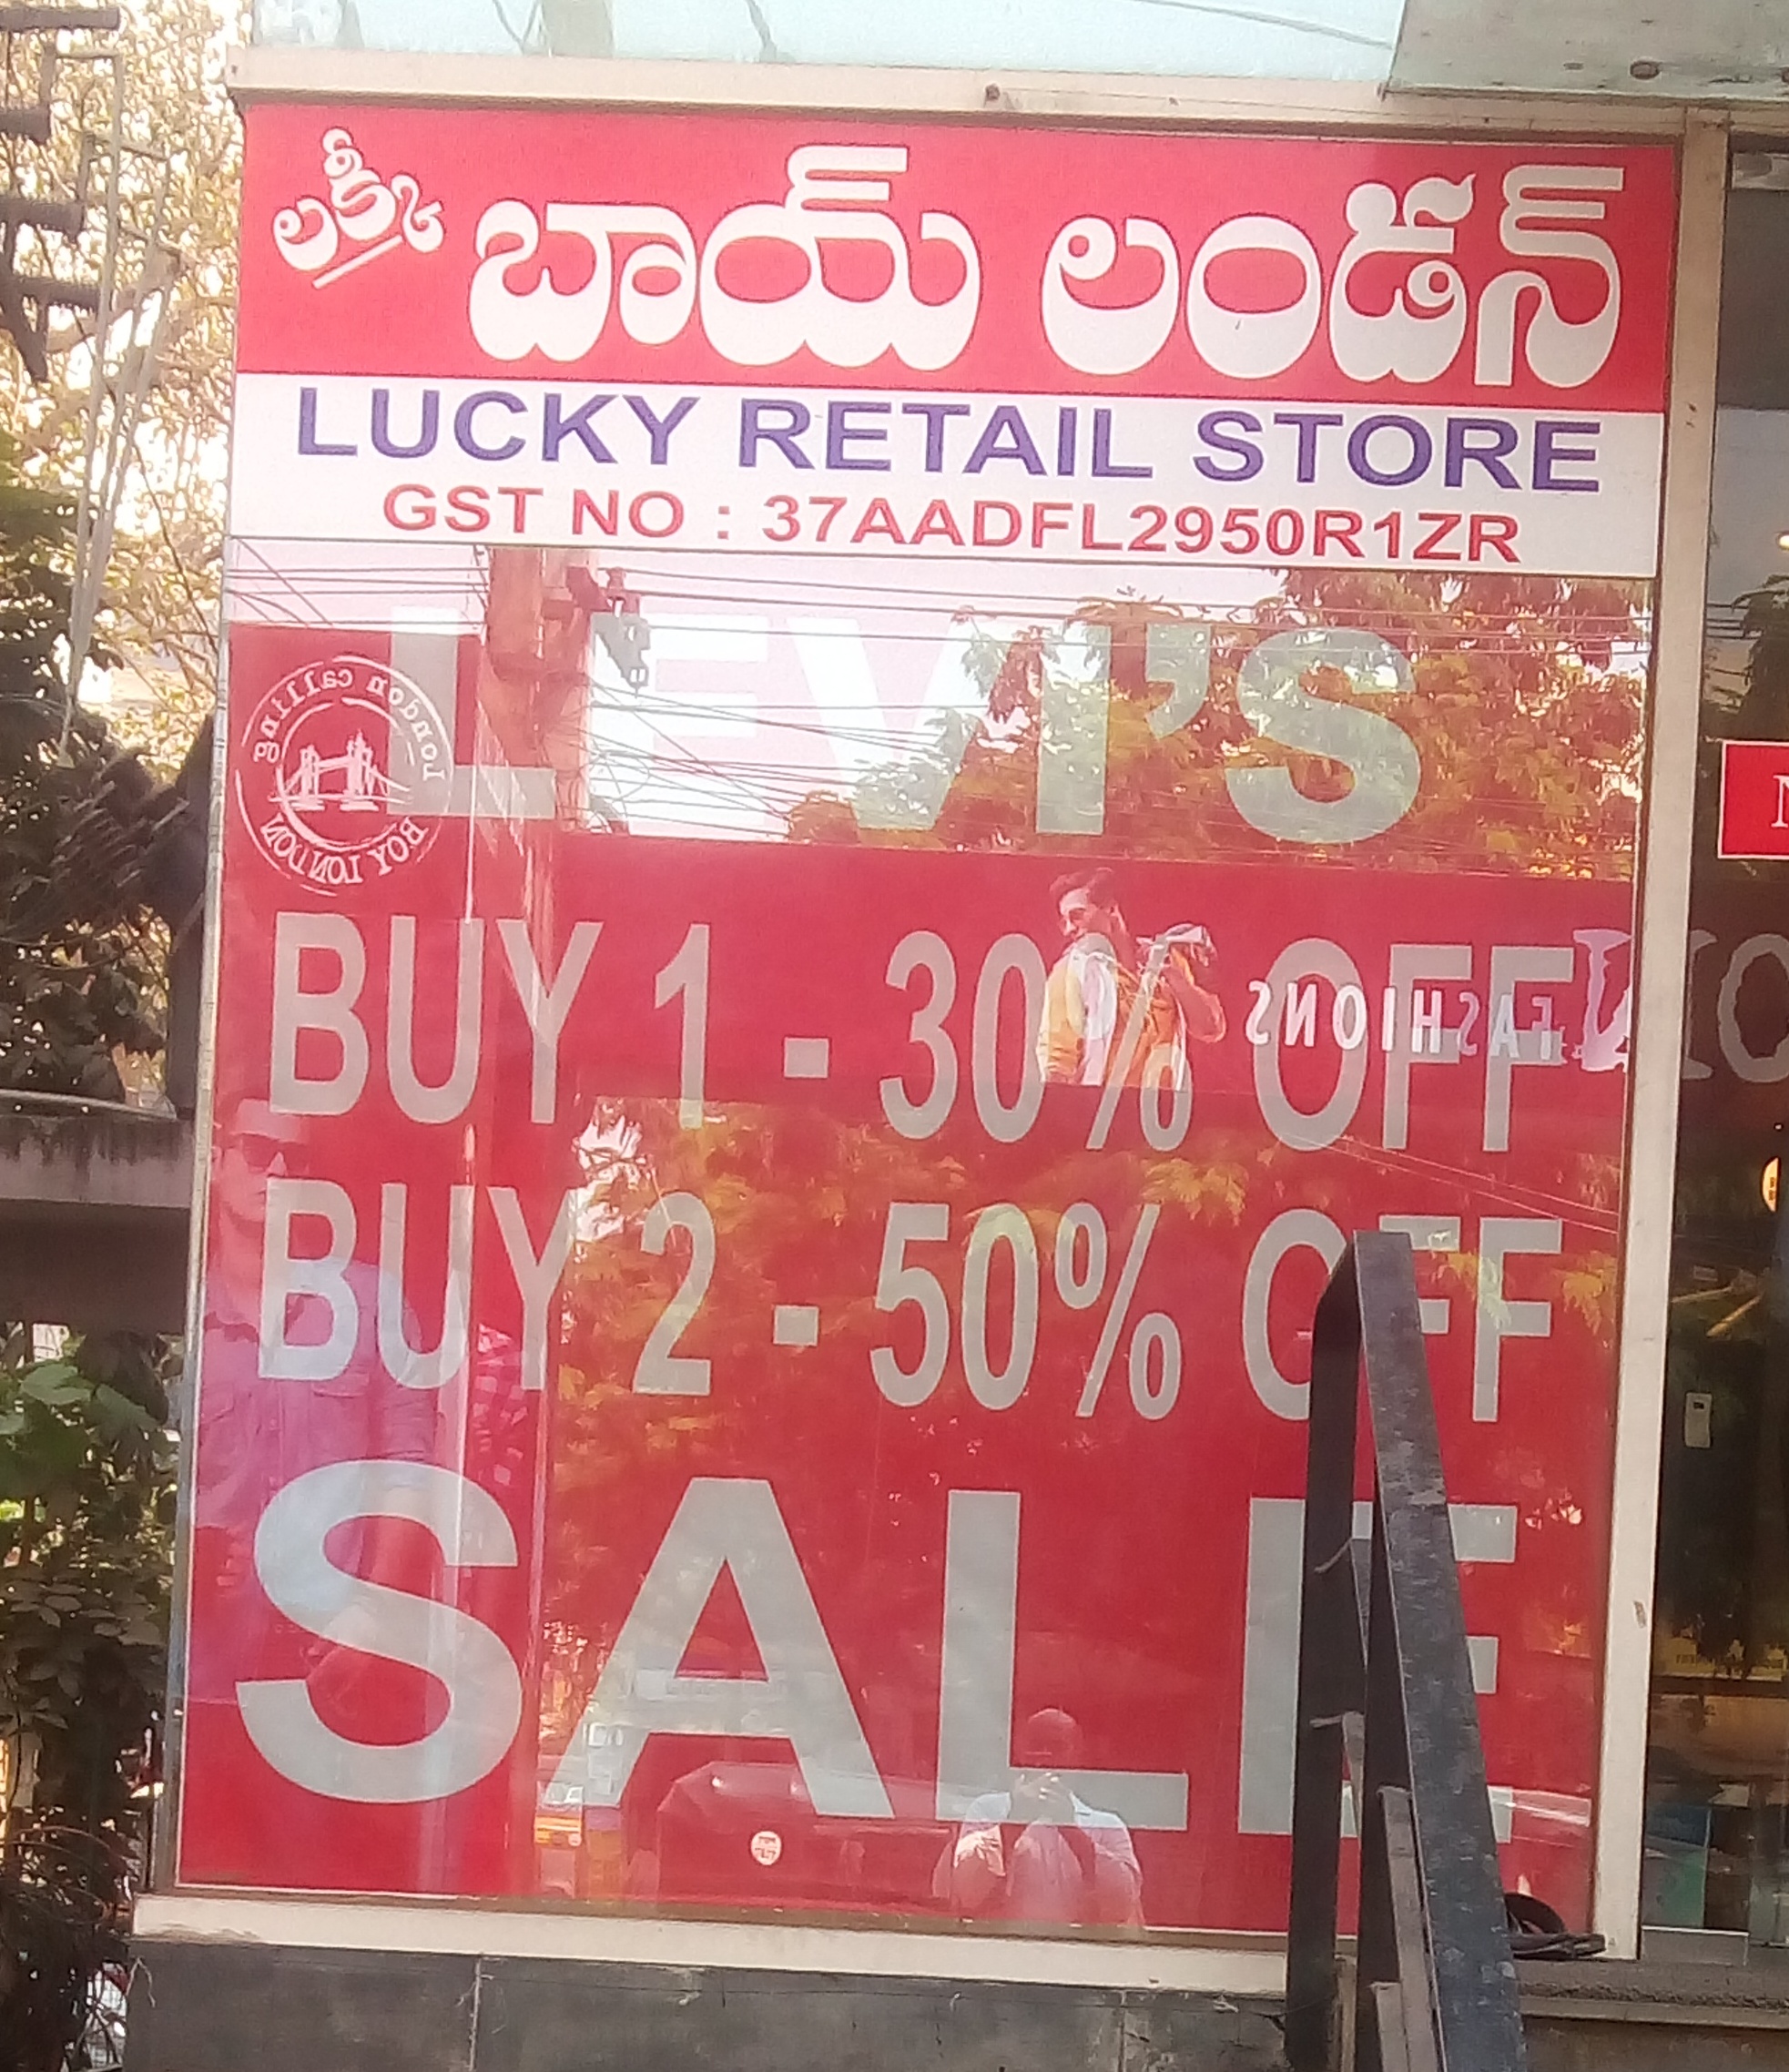 లక్కీ బాయ్ లండన్
LUCKY RETAIL STORE
GST NO : 37AADFL2950R1ZR
LEVI'S
london calling
BOY LONDON
BUY 1 - 30% OFF
FASHIONS
BUY 2 - 50% OFF
SALE